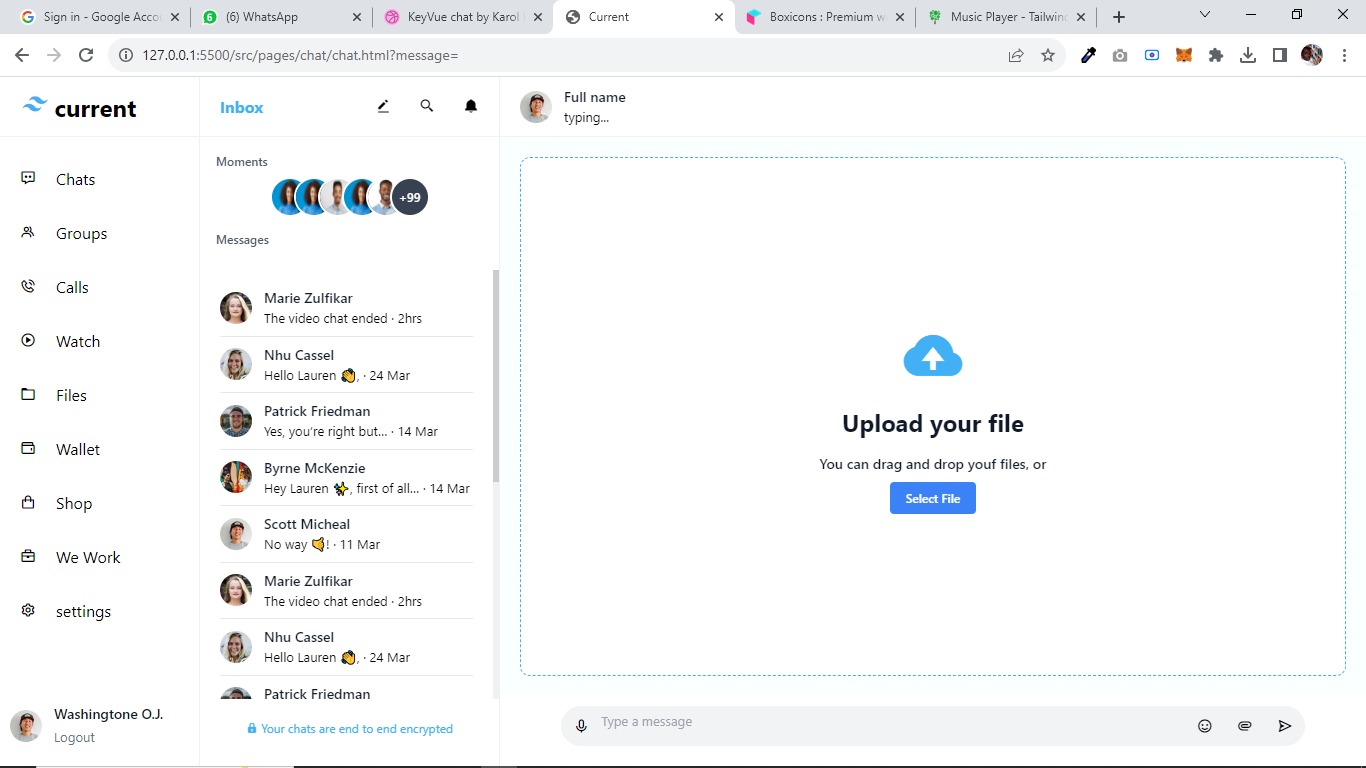 Sign in - Google Acco
6
(6) WhatsApp
KeyVue chat by Karol
Current
Boxicons : Premium w
Music Player - Tailwin
127.0.0.1:5500/src/pages/chat/chat.html?message=
current
Chats
Groups
Calls
Watch
Files
Wallet
Shop
We Work
settings
Washingtone O.J.
Logout
Inbox
Moments
+99
Messages
Marie Zulfikar
The video chat ended · 2hrs
Nhu Cassel
Hello Lauren 👏, · 24 Mar
Patrick Friedman
Yes, you’re right but... · 14 Mar
Byrne McKenzie
Hey Lauren ✨, first of all... · 14 Mar
Scott Micheal
No way 🤙! · 11 Mar
Marie Zulfikar
The video chat ended · 2hrs
Nhu Cassel
Hello Lauren 👏, · 24 Mar
Patrick Friedman
Your chats are end to end encrypted
Full name
typing...
Upload your file
You can drag and drop youf files, or
Select File
Type a message